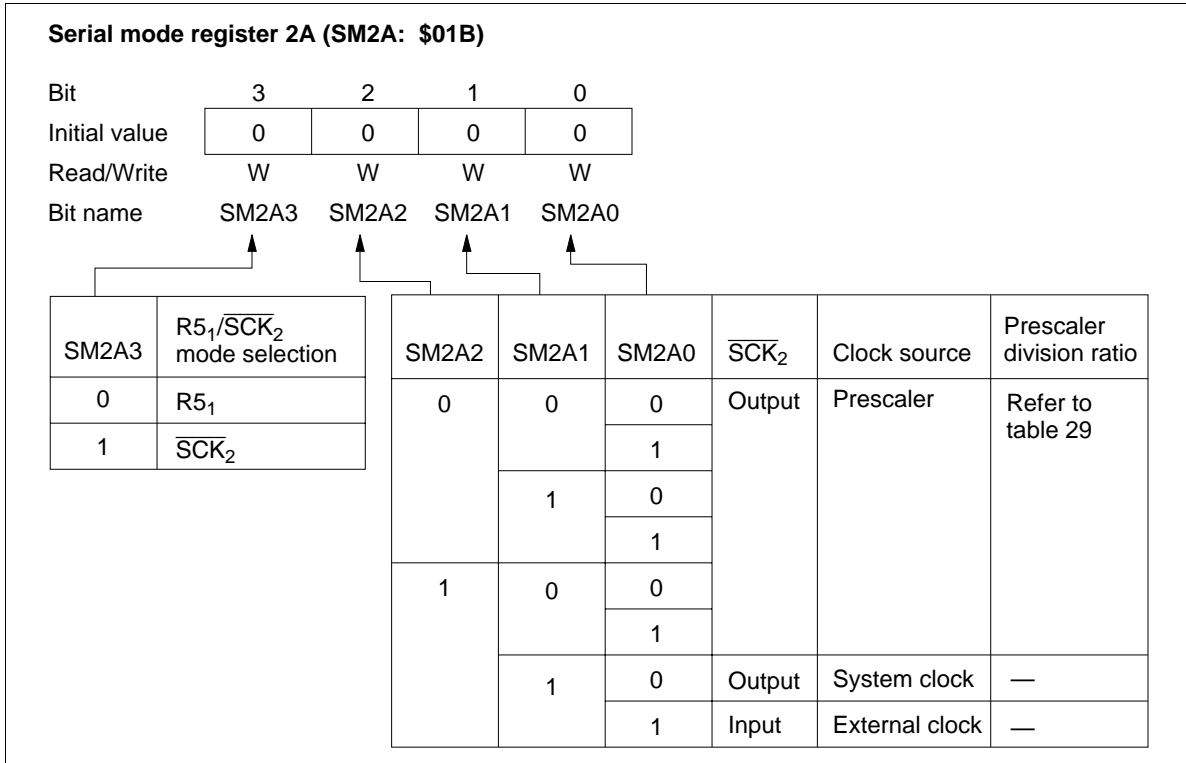 Serial mode register 2A (SM2A: $01B)
Bit 3 2 1 0
Initial value 0 0 0 0
Read/Write W W W W
Bit name SM2A3 SM2A2 SM2A1 SM2A0
SM2A3 R5₁/S̅C̅K̅₂ mode selection
0 R5₁
1 S̅C̅K̅₂
SM2A2 SM2A1 SM2A0 S̅C̅K̅₂ Clock source Prescaler division ratio
0 0 0 Output Prescaler Refer to table 29
1
1 0
1
1 0 0
1
1 0 Output System clock —
1 Input External clock —